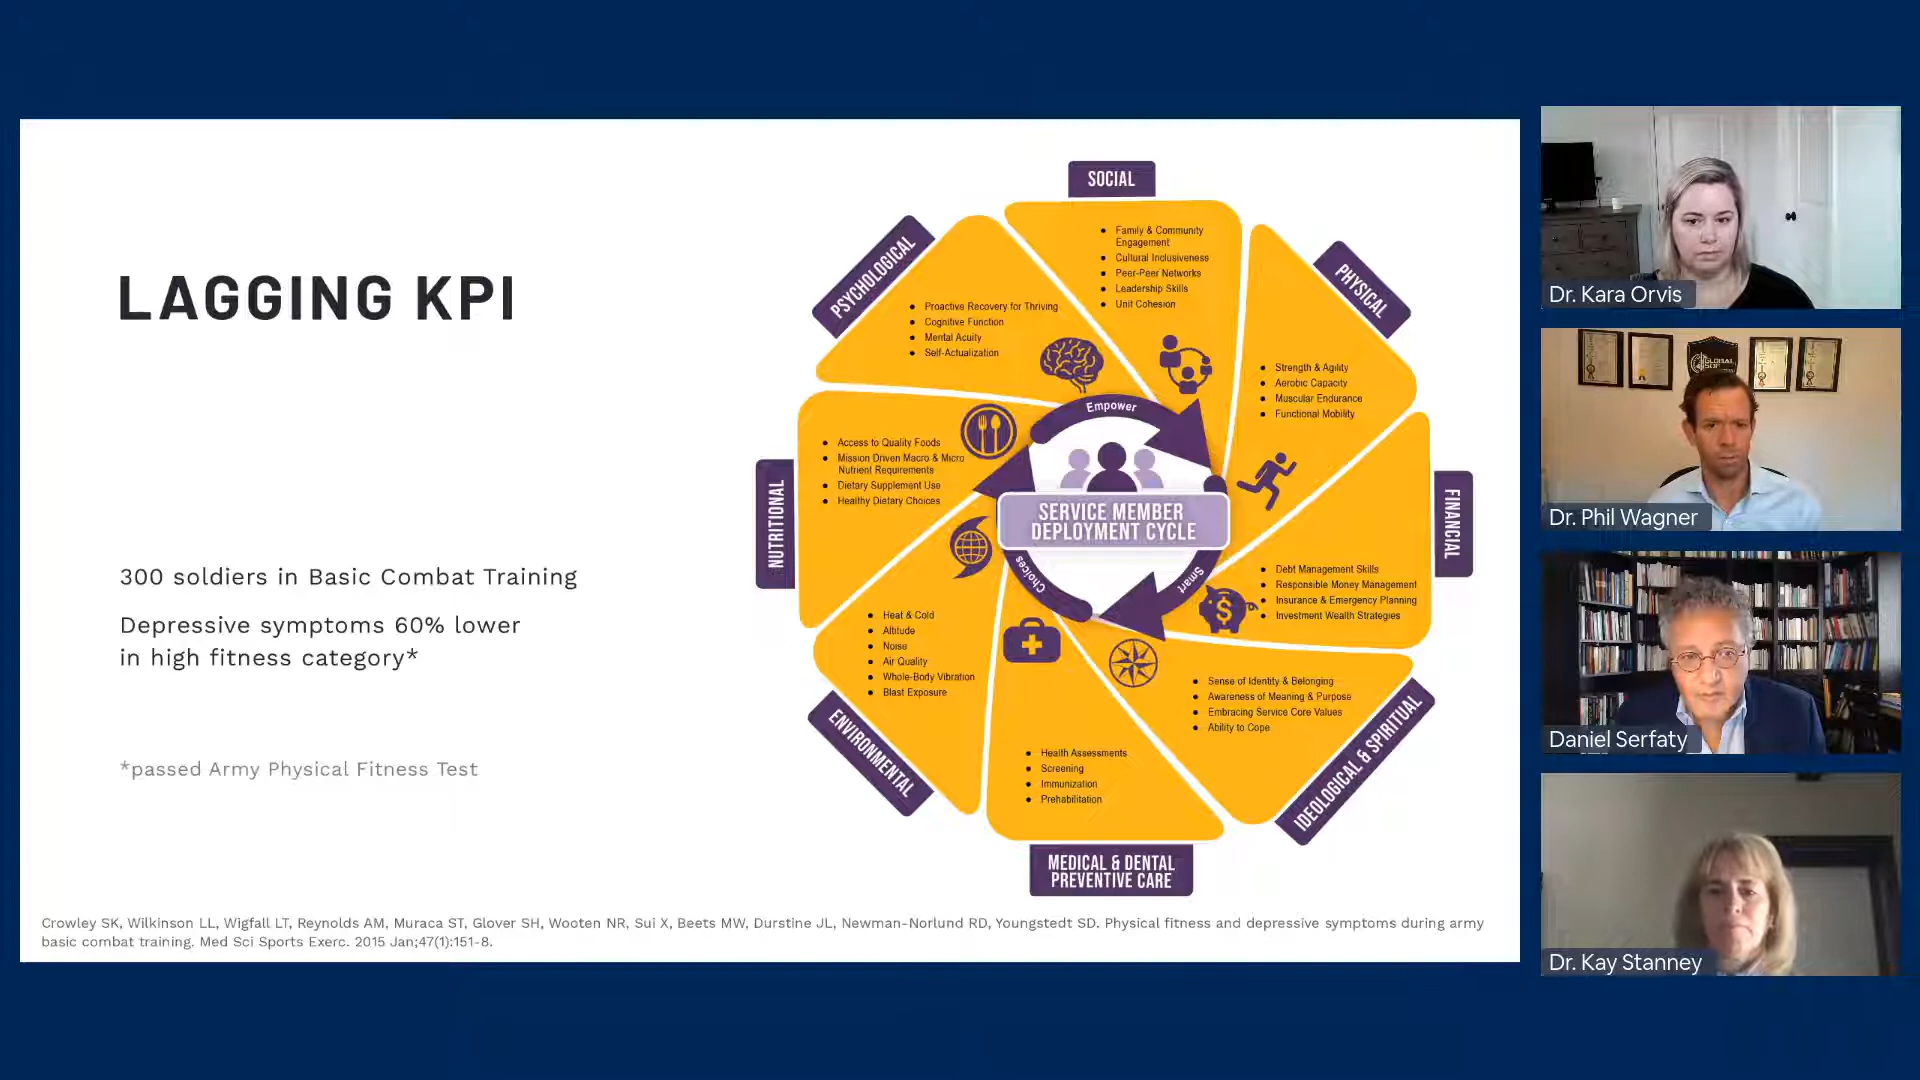 LAGGING KPI
300 soldiers in Basic Combat Training
Depressive symptoms 60% lower
in high fitness category*
*passed Army Physical Fitness Test
SOCIAL
Family & Community
Engagement
Cultural Inclusiveness
Peer-Peer Networks
Leadership Skills
Unit Cohesion
PHYSICAL
Strength & Agility
Aerobic Capacity
Muscular Endurance
Functional Mobility
FINANCIAL
Debt Management Skills
Responsible Money Management
Insurance & Emergency Planning
Investment Wealth Strategies
IDEOLOGICAL & SPIRITUAL
Sense of Identity & Belonging
Awareness of Meaning & Purpose
Embracing Service Core Values
Ability to Cope
MEDICAL & DENTAL
PREVENTIVE CARE
Health Assessments
Screening
Immunization
Prehabilitation
ENVIRONMENTAL
Heat & Cold
Altitude
Noise
Air Quality
Whole-Body Vibration
Blast Exposure
NUTRITIONAL
Access to Quality Foods
Mission Driven Macro & Micro
Nutrient Requirements
Dietary Supplement Use
Healthy Dietary Choices
PSYCHOLOGICAL
Proactive Recovery for Thriving
Cognitive Function
Mental Acuity
Self-Actualization
Empower
Smart
Choices
SERVICE MEMBER
DEPLOYMENT CYCLE
Crowley SK, Wilkinson LL, Wigfall LT, Reynolds AM, Muraca ST, Glover SH, Wooten NR, Sui X, Beets MW, Durstine JL, Newman-Norlund RD, Youngstedt SD. Physical fitness and depressive symptoms during army
basic combat training. Med Sci Sports Exerc. 2015 Jan;47(1):151-8.
Dr. Kara Orvis
GLOBAL
Dr. Phil Wagner
Daniel Serfaty
Dr. Kay Stanney